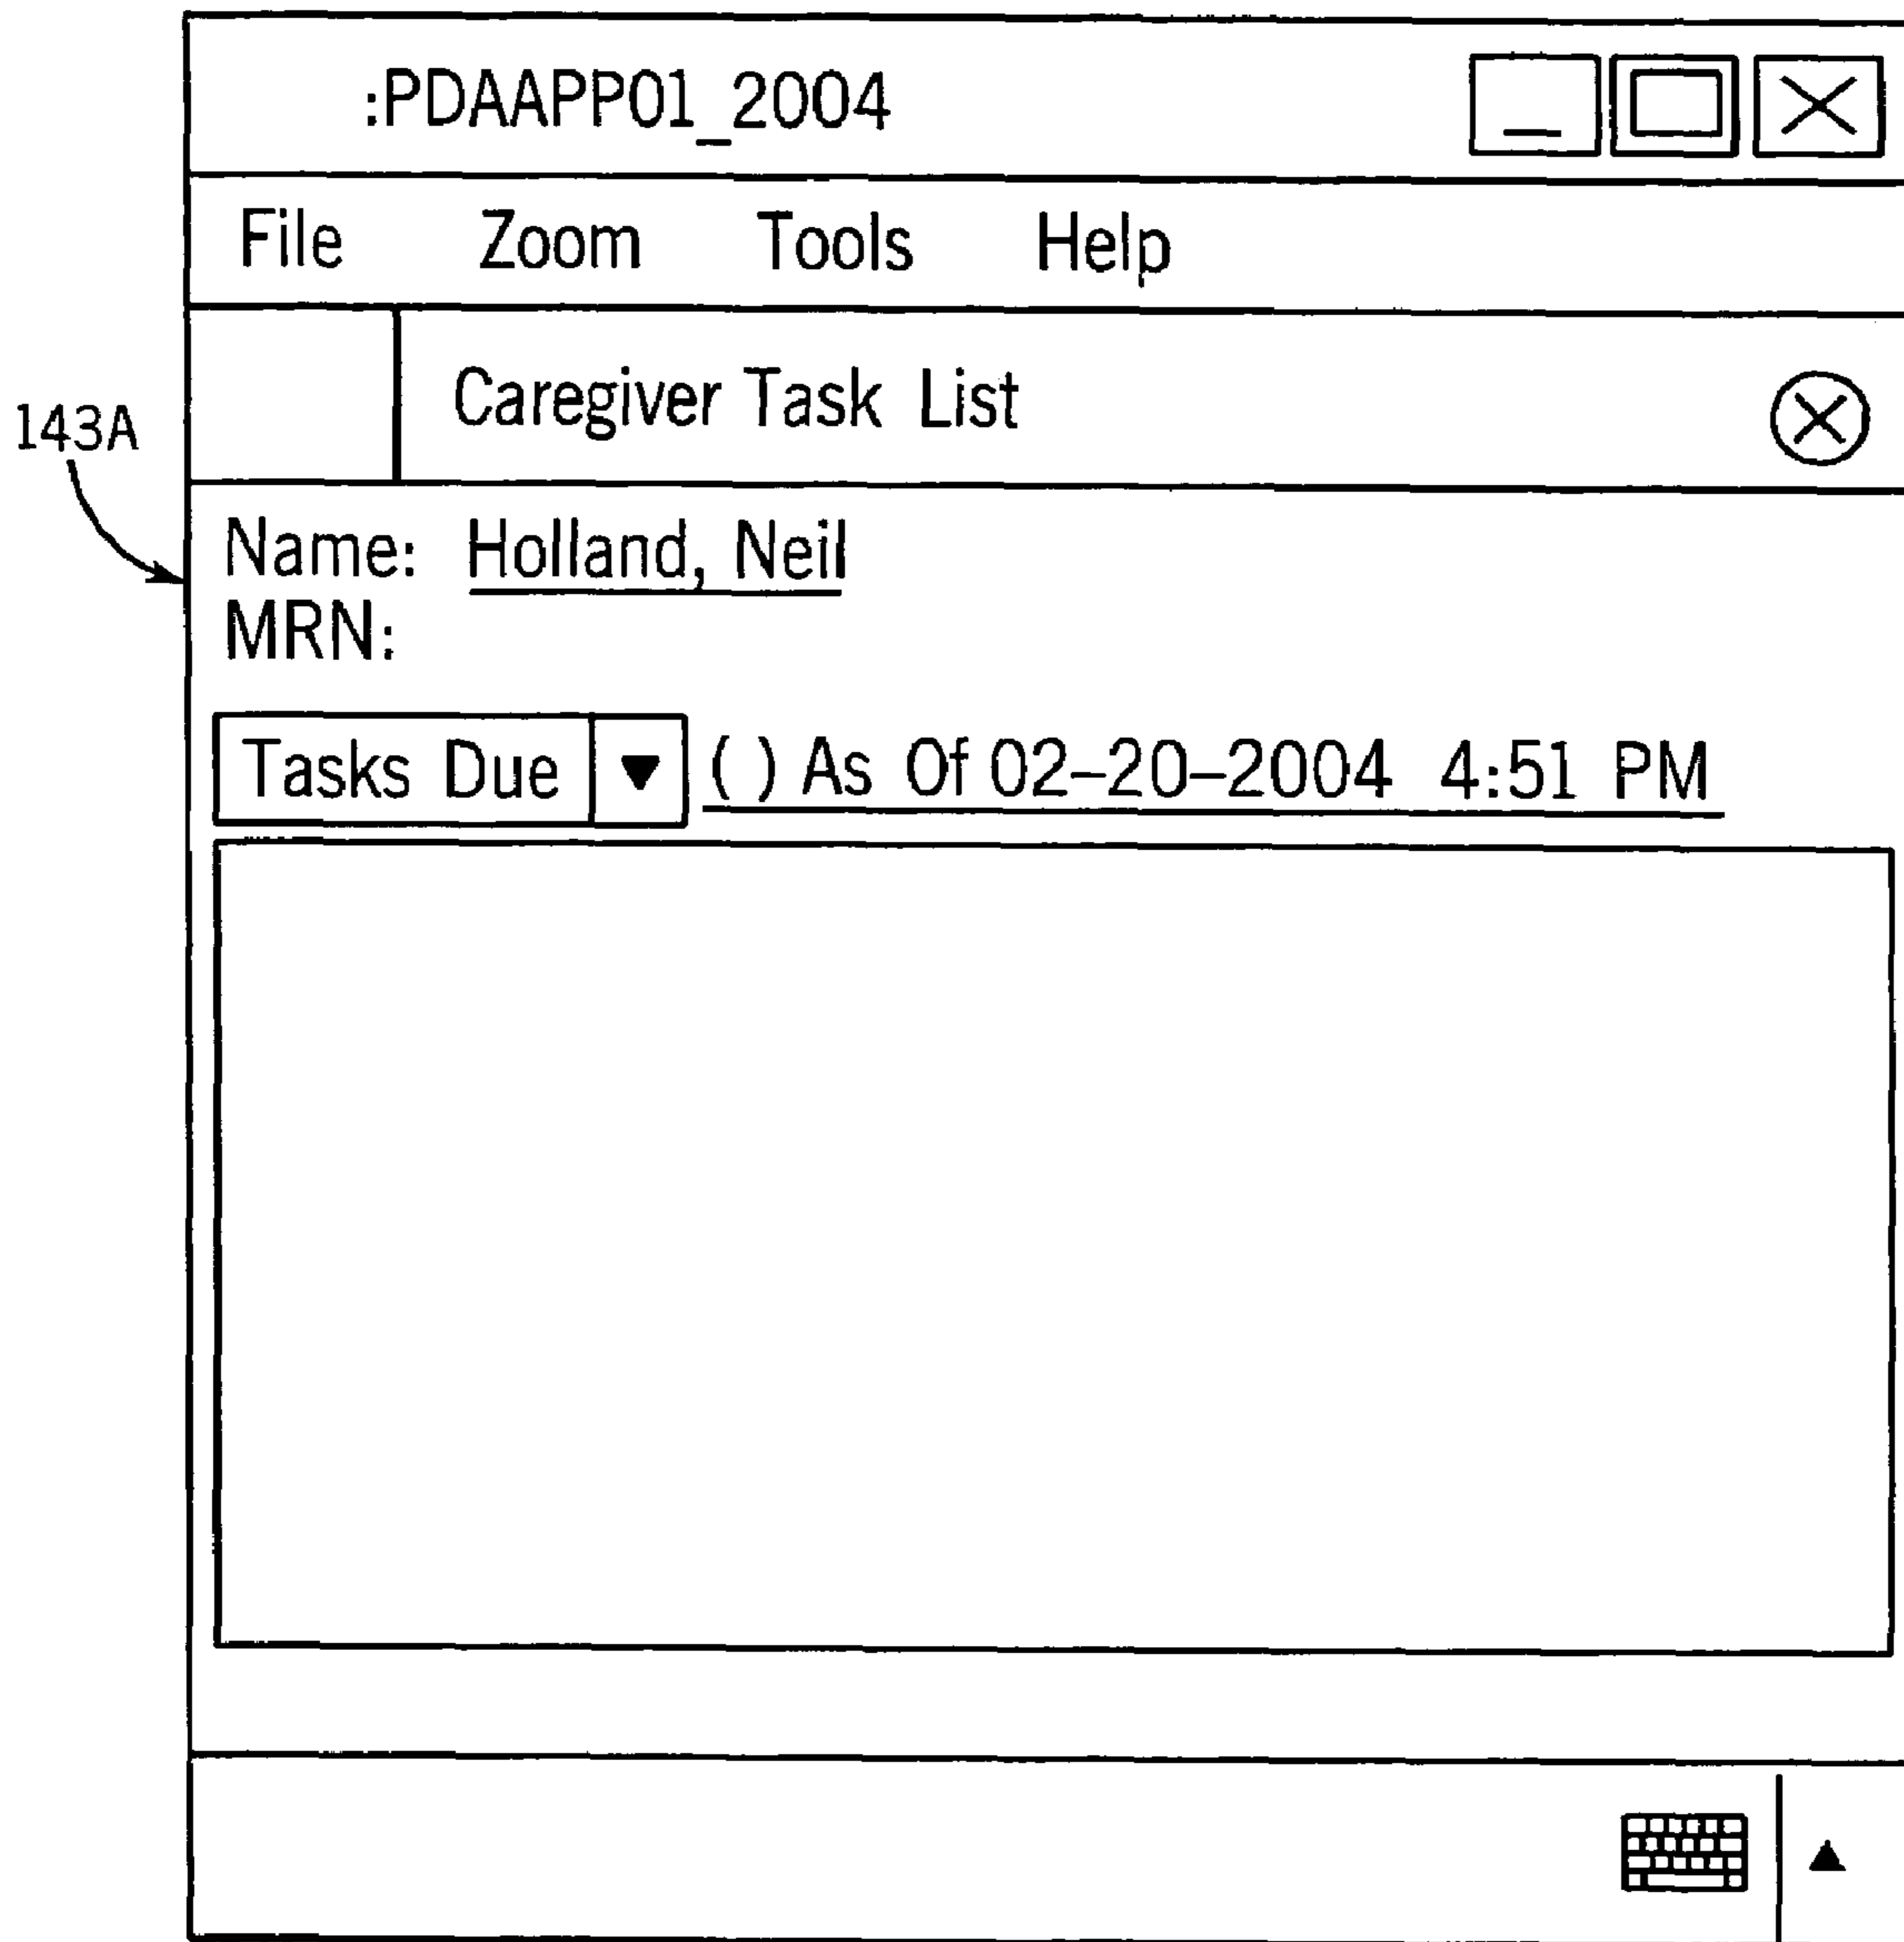 :PDAAPP01_2004
File Zoom Tools Help
Caregiver Task List
143A
Name: Holland, Neil
MRN:
Tasks Due ▼ ( ) As Of 02-20-2004 4:51 PM